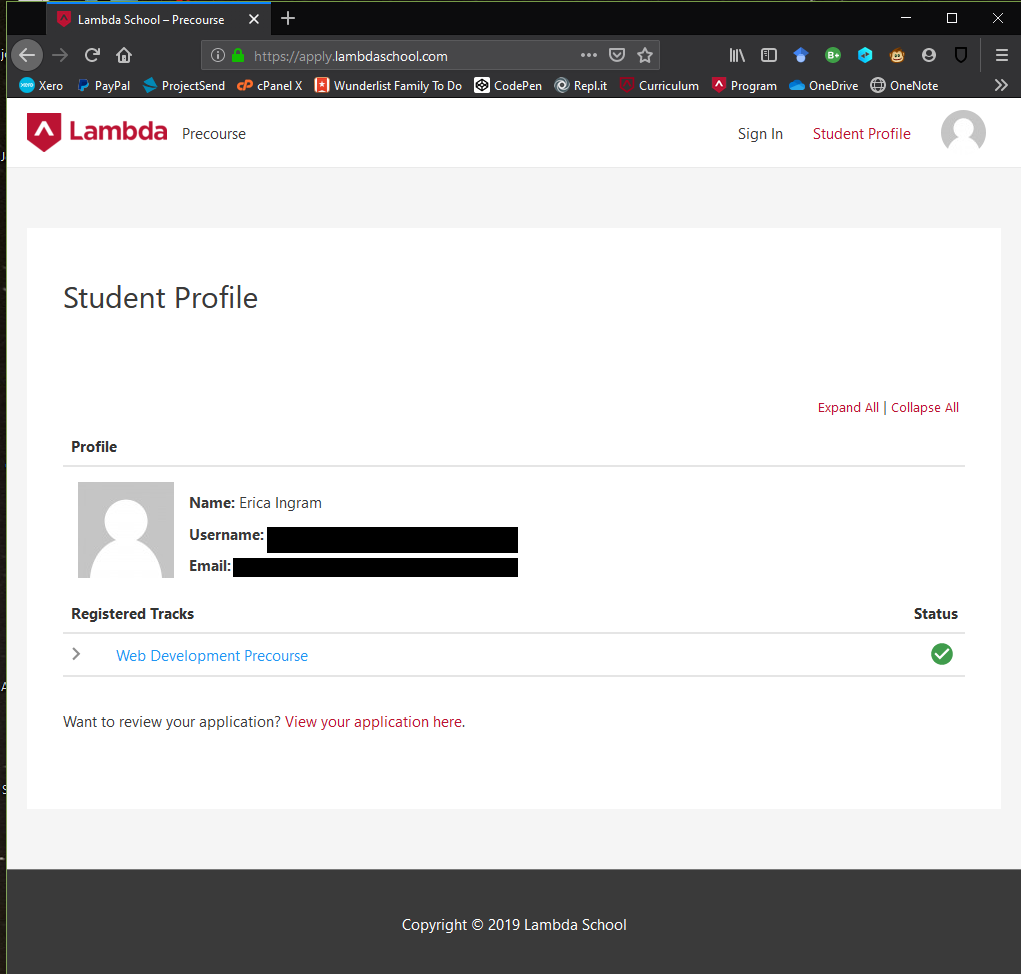 Lambda School – Precourse
https://apply.lambdaschool.com
Xero PayPal ProjectSend cPanel X Wunderlist Family To Do CodePen Repl.it Curriculum Program OneDrive OneNote
Lambda Precourse Sign In Student Profile
Student Profile
Expand All | Collapse All
Profile
Name: Erica Ingram
Username:
Email:
Registered Tracks Status
Web Development Precourse
Want to review your application? View your application here.
Copyright © 2019 Lambda School